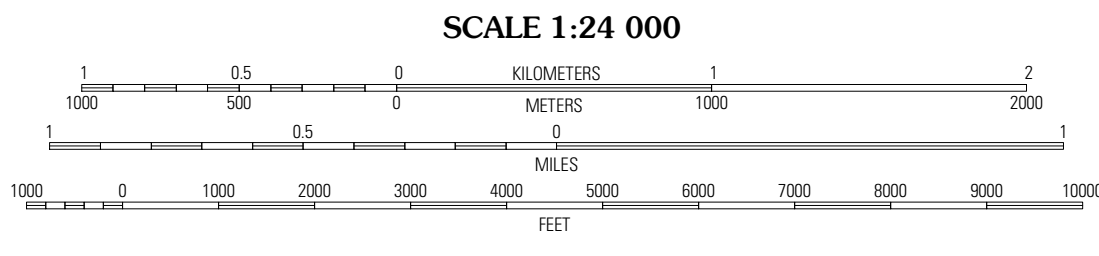 SCALE 1:24 000
1 0.5 0 KILOMETERS 1 2
1000 500 0 METERS 1000 2000
1 0.5 0 1
MILES
1000 0 1000 2000 3000 4000 5000 6000 7000 8000 9000 10000
FEET